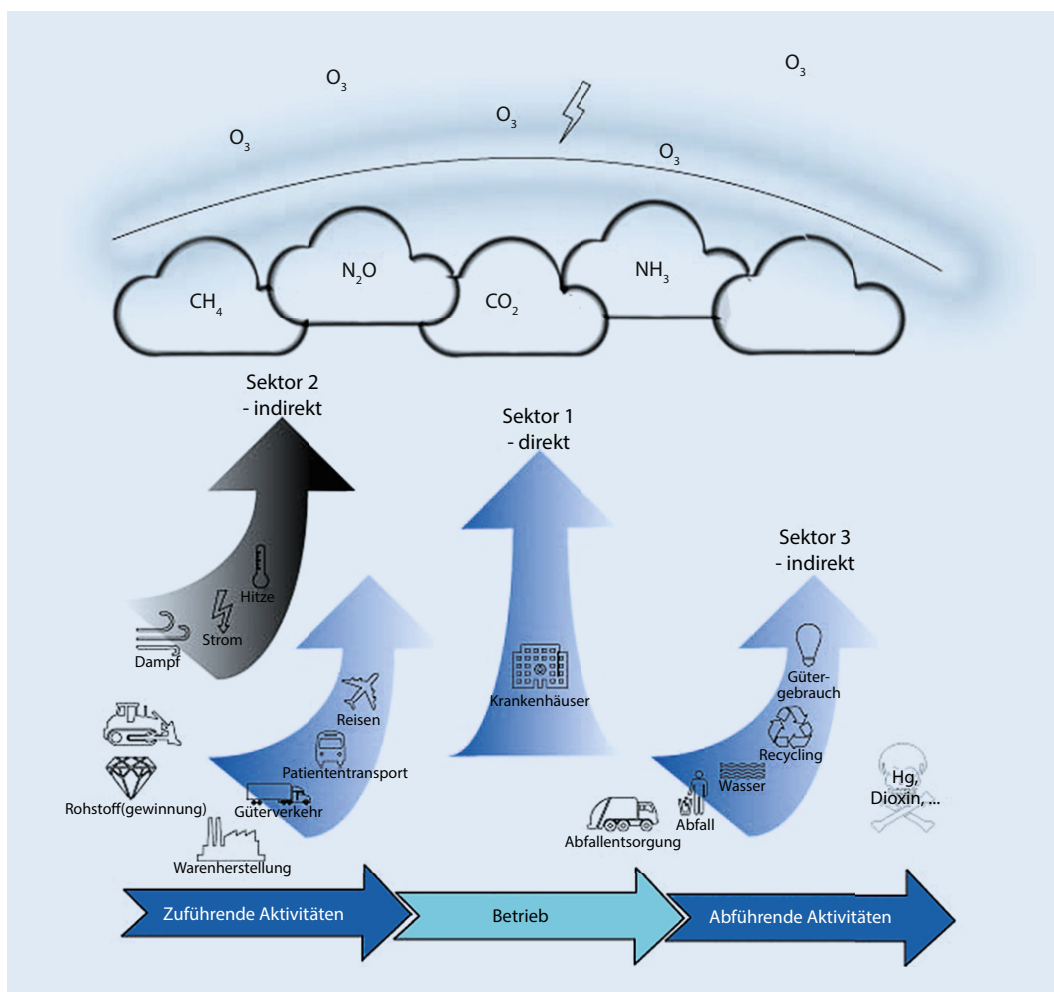 O₃
O₃
O₃
O₃
O₃
N₂O
NH₃
CH₄
CO₂
Sektor 2
- indirekt
Sektor 1
- direkt
Sektor 3
- indirekt
Hitze
Strom
Dampf
Reisen
Patiententransport
Rohstoff(gewinnung)
Güterverkehr
Warenherstellung
Krankenhäuser
Güter-
gebrauch
Recycling
Wasser
Abfall
Abfallentsorgung
Hg,
Dioxin, ...
Zuführende Aktivitäten
Betrieb
Abführende Aktivitäten